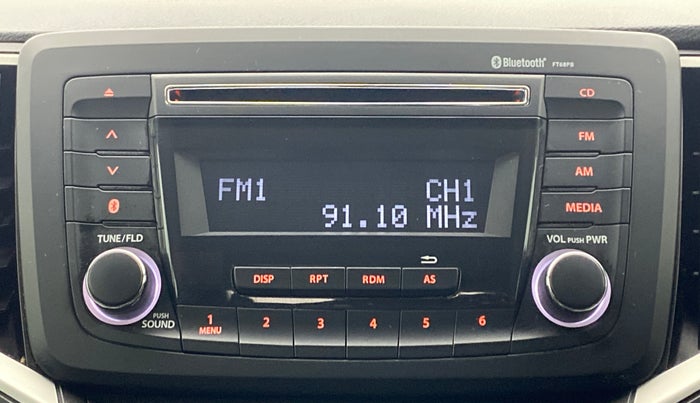 Bluetooth® FT68PB
CD
FM
AM
MEDIA
FM1 CH1
91.10 MHz
TUNE/FLD
VOL PUSH PWR
DISP RPT RDM AS
PUSH
SOUND
1 2 3 4 5 6
MENU